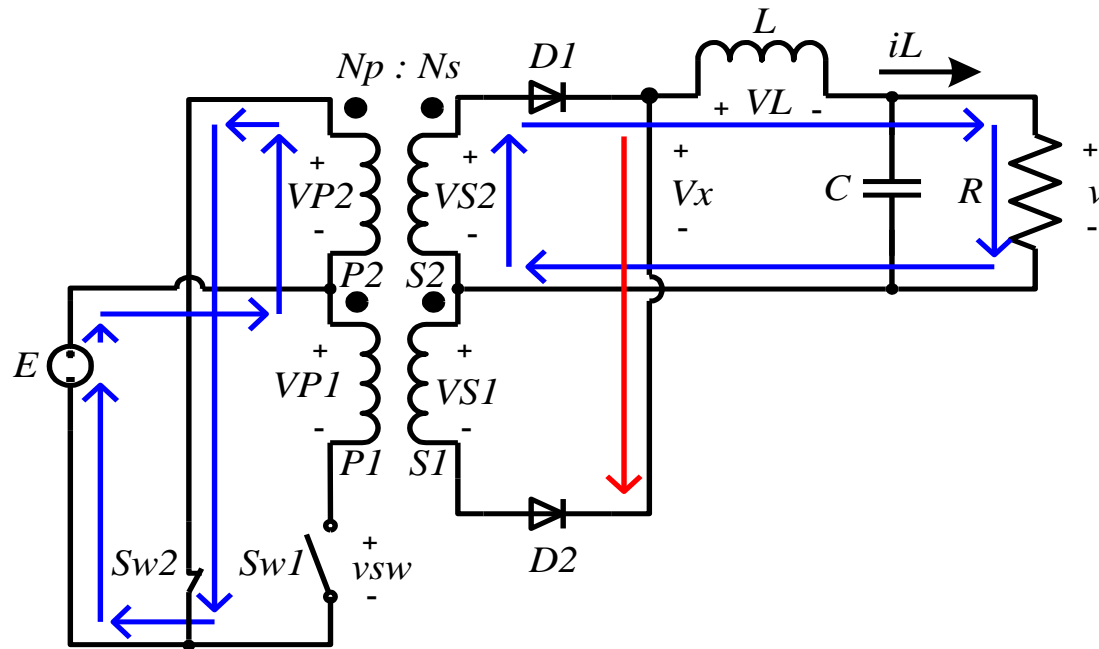 L
iL
D1
Np : Ns
+ VL -
+
VP2
-
+
VS2
-
+
Vx
-
C
R
+
v
-
P2
S2
E
+
VP1
-
+
VS1
-
P1
S1
Sw2
Sw1
+
vsw
-
D2